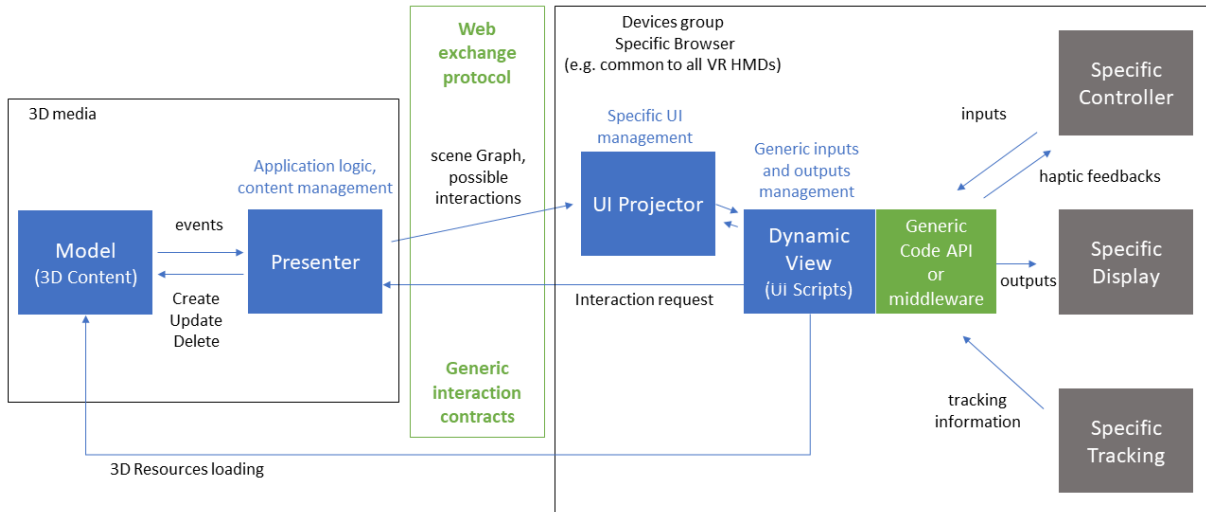 3D media
Model
(3D Content)
events
Create
Update
Delete
Application logic,
content management
Presenter
Web
exchange
protocol
scene Graph,
possible
interactions
Generic
interaction
contracts
Devices group
Specific Browser
(e.g. common to all VR HMDs)
Specific UI
management
UI Projector
Generic inputs
and outputs
management
Dynamic
View
(UI Scripts)
Generic
Code API
or
middleware
Interaction request
3D Resources loading
inputs
haptic feedbacks
outputs
tracking
information
Specific
Controller
Specific
Display
Specific
Tracking